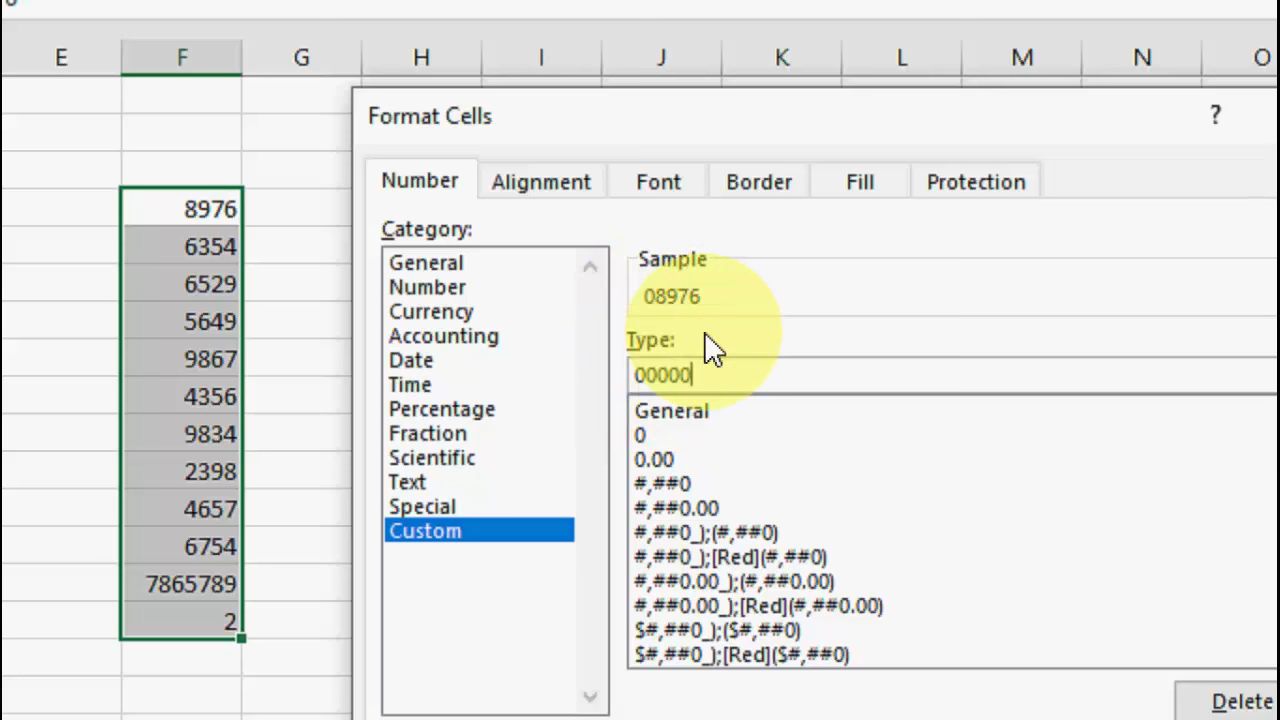 E F G H I J K L M N O
Format Cells ?
Number Alignment Font Border Fill Protection
Category:
General
Number
Currency
Accounting
Date
Time
Percentage
Fraction
Scientific
Text
Special
Custom
Sample
08976
Type:
00000
General
0
0.00
#,##0
#,##0.00
#,##0_);(#,##0)
#,##0_);[Red](#,##0)
#,##0.00_);(#,##0.00)
#,##0.00_);[Red](#,##0.00)
$#,##0_);($#,##0)
$#,##0_);[Red]($#,##0)
Delete
8976
6354
6529
5649
9867
4356
9834
2398
4657
6754
7865789
2